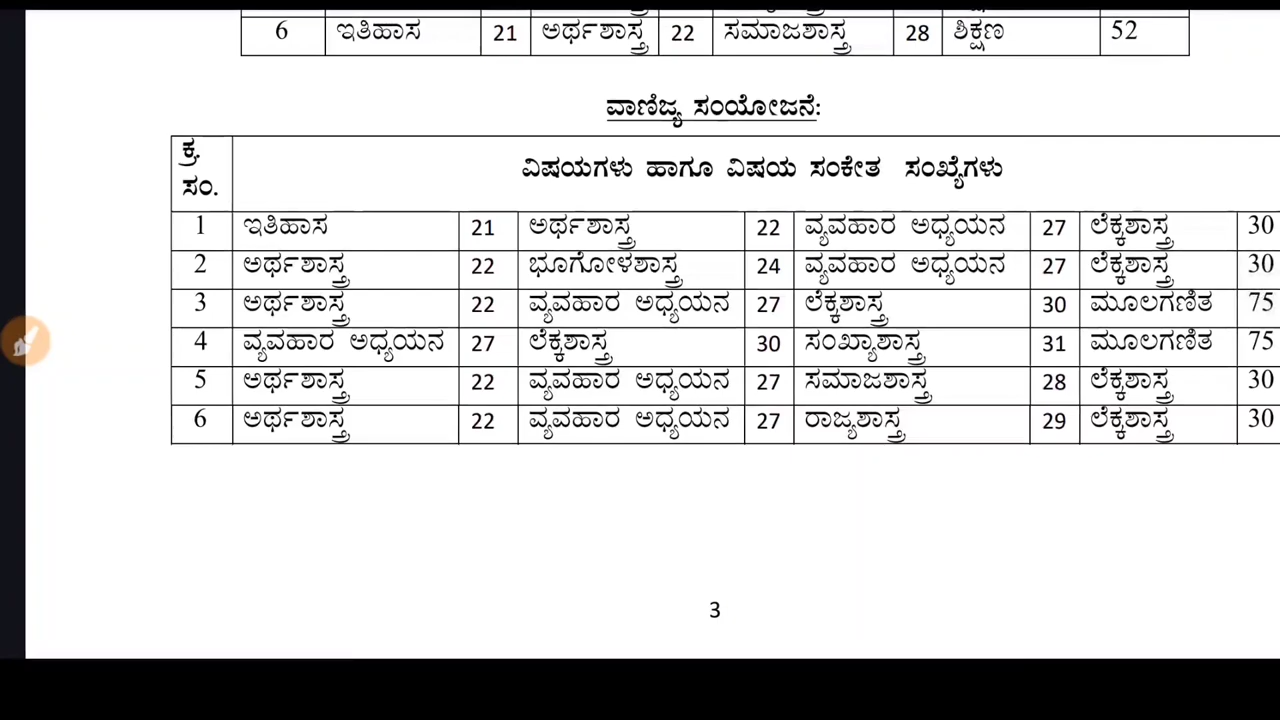 6 ಇತಿಹಾಸ 21 ಅರ್ಥಶಾಸ್ತ್ರ 22 ಸಮಾಜಶಾಸ್ತ್ರ 28 ಶಿಕ್ಷಣ 52
ವಾಣಿಜ್ಯ ಸಂಯೋಜನೆ:
ಕ್ರ. ಸಂ. ವಿಷಯಗಳು ಹಾಗೂ ವಿಷಯ ಸಂಕೇತ ಸಂಖ್ಯೆಗಳು
1 ಇತಿಹಾಸ 21 ಅರ್ಥಶಾಸ್ತ್ರ 22 ವ್ಯವಹಾರ ಅಧ್ಯಯನ 27 ಲೆಕ್ಕಶಾಸ್ತ್ರ 30
2 ಅರ್ಥಶಾಸ್ತ್ರ 22 ಭೂಗೋಳಶಾಸ್ತ್ರ 24 ವ್ಯವಹಾರ ಅಧ್ಯಯನ 27 ಲೆಕ್ಕಶಾಸ್ತ್ರ 30
3 ಅರ್ಥಶಾಸ್ತ್ರ 22 ವ್ಯವಹಾರ ಅಧ್ಯಯನ 27 ಲೆಕ್ಕಶಾಸ್ತ್ರ 30 ಮೂಲಗಣಿತ 75
4 ವ್ಯವಹಾರ ಅಧ್ಯಯನ 27 ಲೆಕ್ಕಶಾಸ್ತ್ರ 30 ಸಂಖ್ಯಾಶಾಸ್ತ್ರ 31 ಮೂಲಗಣಿತ 75
5 ಅರ್ಥಶಾಸ್ತ್ರ 22 ವ್ಯವಹಾರ ಅಧ್ಯಯನ 27 ಸಮಾಜಶಾಸ್ತ್ರ 28 ಲೆಕ್ಕಶಾಸ್ತ್ರ 30
6 ಅರ್ಥಶಾಸ್ತ್ರ 22 ವ್ಯವಹಾರ ಅಧ್ಯಯನ 27 ರಾಜ್ಯಶಾಸ್ತ್ರ 29 ಲೆಕ್ಕಶಾಸ್ತ್ರ 30
3